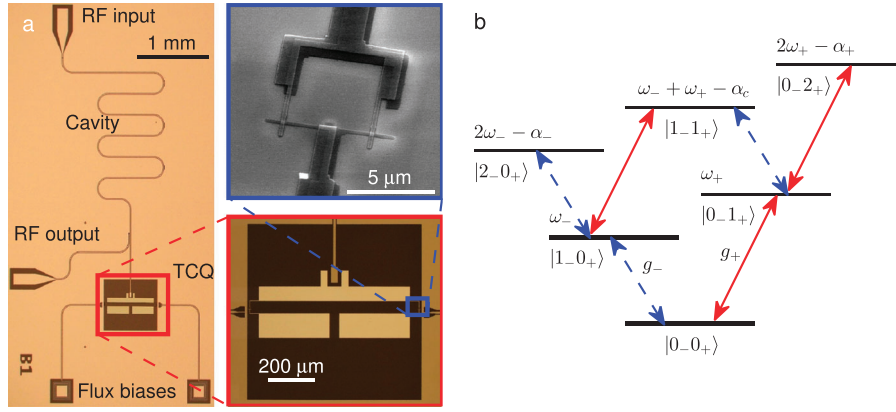 a
RF input
1 mm
Cavity
RF output
TCQ
B1
Flux biases
5 μm
200 μm
b
2ω₊ − α₊
|0₋2₊⟩
ω₋ + ω₊ − α_c
|1₋1₊⟩
2ω₋ − α₋
|2₋0₊⟩
ω₊
|0₋1₊⟩
ω₋
|1₋0₊⟩
g₋
g₊
|0₋0₊⟩